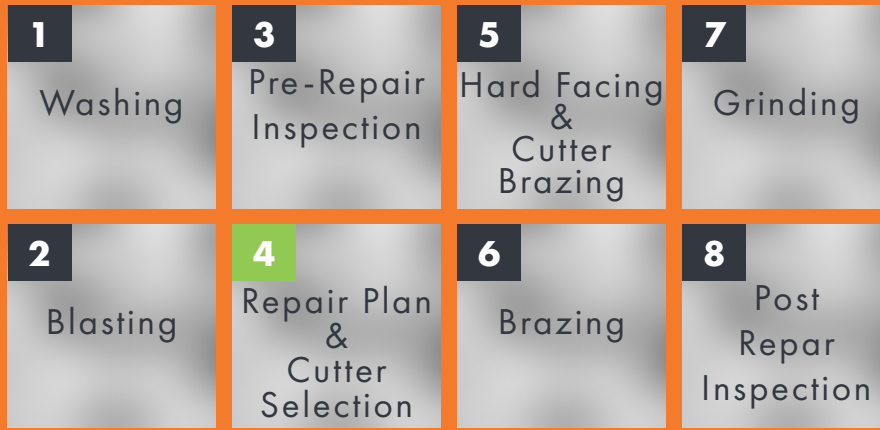 1
Washing
2
Blasting
3
Pre-Repair
Inspection
4
Repair Plan
&
Cutter
Selection
5
Hard Facing
&
Cutter
Brazing
6
Brazing
7
Grinding
8
Post
Repar
Inspection